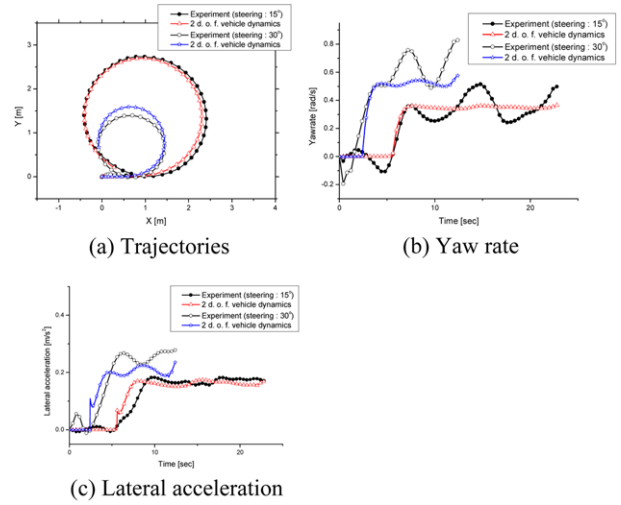 Experiment (steering : 15°)
2 d. o. f. vehicle dynamics
Experiment (steering : 30°)
2 d. o. f. vehicle dynamics
3
2
1
0
Y [m]
-1
0
1
2
3
4
X [m]
(a) Trajectories
Experiment (steering : 15°)
2 d. o. f. vehicle dynamics
Experiment (steering : 30°)
2 d. o. f. vehicle dynamics
0.8
0.6
0.4
0.2
0.0
-0.2
Yawrate [rad/s]
0
10
20
Time [sec]
(b) Yaw rate
Experiment (steering : 15°)
2 d. o. f. vehicle dynamics
Experiment (steering : 30°)
2 d. o. f. vehicle dynamics
0.4
0.2
0.0
Lateral acceleration [m/s²]
0
10
20
Time [sec]
(c) Lateral acceleration